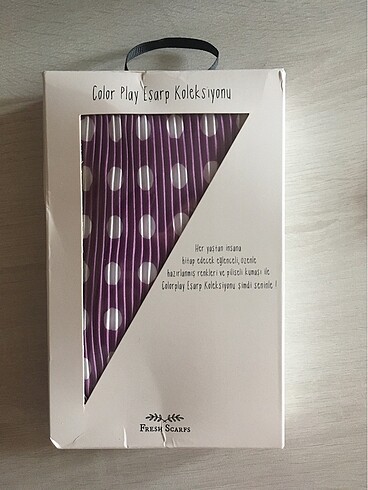 Color Play Eşarp Koleksiyonu
Her yaştan insana
hitap edecek eğlenceli, özenle
hazırlanmış renkleri ve piliseli kumaşı ile
Colorplay Eşarp Koleksiyonu şimdi seninle !
FRESH SCARFS